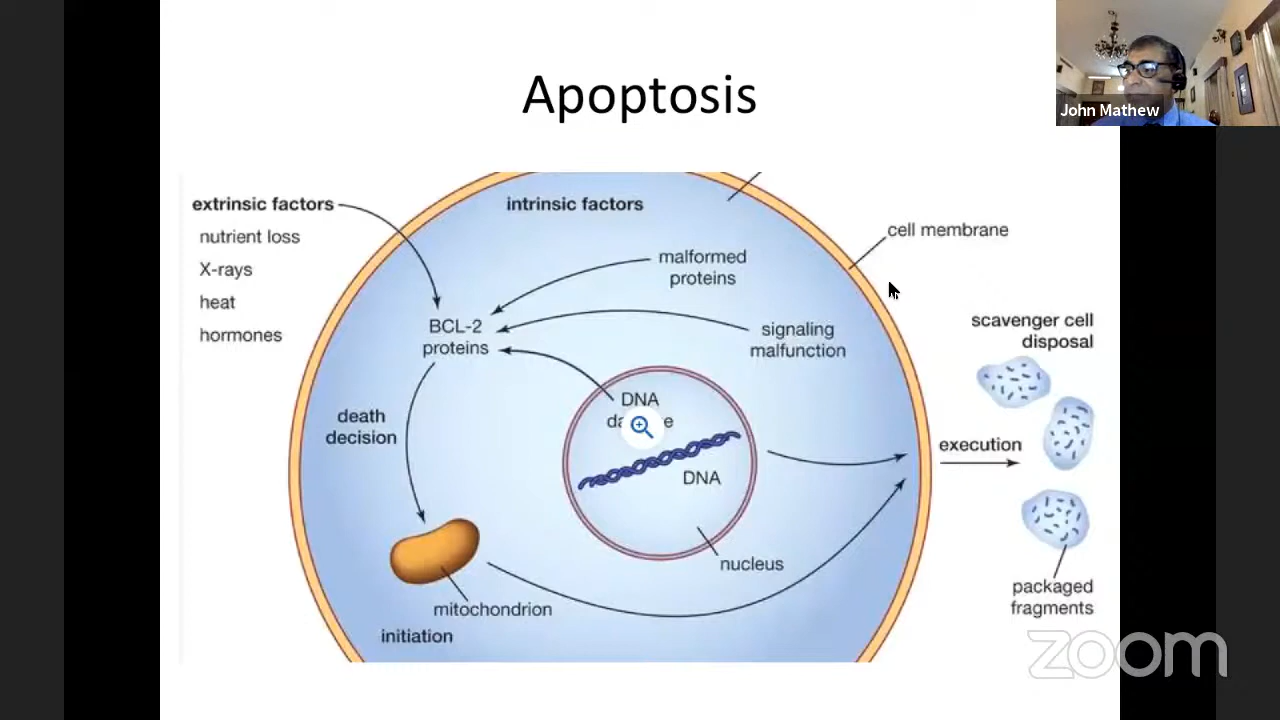 Apoptosis
John Mathew
extrinsic factors
nutrient loss
X-rays
heat
hormones
intrinsic factors
malformed
proteins
cell membrane
BCL-2
proteins
signaling
malfunction
scavenger cell
disposal
DNA
death
decision
DNA
execution
nucleus
mitochondrion
initiation
packaged
fragments
zoom